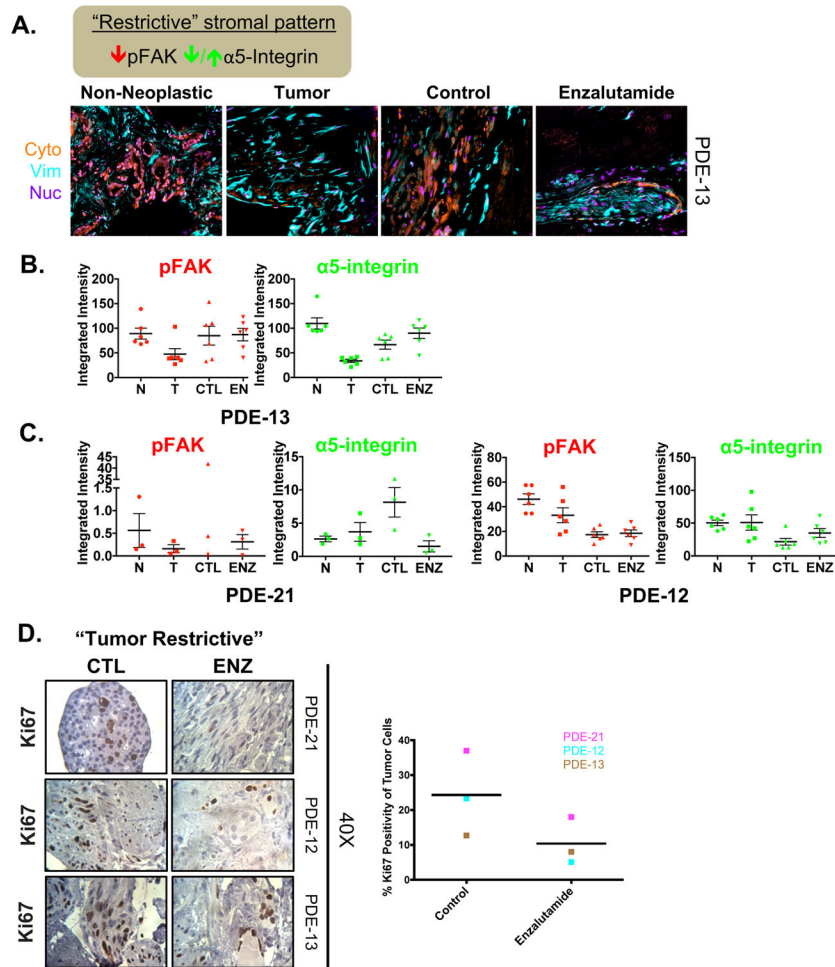 A.
“Restrictive” stromal pattern
↓pFAK ↓/↑α5-Integrin
Non-Neoplastic Tumor Control Enzalutamide
Cyto
Vim
Nuc
PDE-13
B.
pFAK α5-integrin
Integrated Intensity
200
150
100
50
0
N T CTL EN
Integrated Intensity
200
150
100
50
0
N T CTL ENZ
PDE-13
C.
pFAK α5-integrin pFAK α5-integrin
Integrated Intensity
45
35
25
15
5
1.0
0.5
0.0
N T CTL ENZ
Integrated Intensity
15
10
5
0
N T CTL ENZ
PDE-21
Integrated Intensity
60
40
20
0
N T CTL ENZ
Integrated Intensity
150
100
50
0
N T CTL ENZ
PDE-12
D.
“Tumor Restrictive”
CTL ENZ
Ki67
PDE-21
Ki67
PDE-12
Ki67
PDE-13
40X
% Ki67 Positivity of Tumor Cells
40
30
20
10
0
PDE-21
PDE-12
PDE-13
Control
Enzalutamide